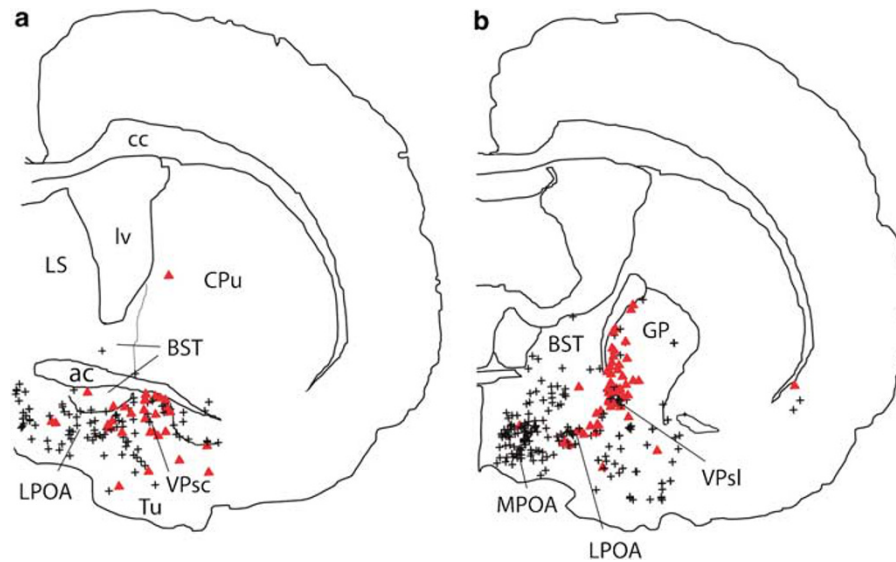 a
cc
lv
LS
CPu
BST
ac
LPOA
VPsc
Tu
b
BST
GP
VPsl
MPOA
LPOA